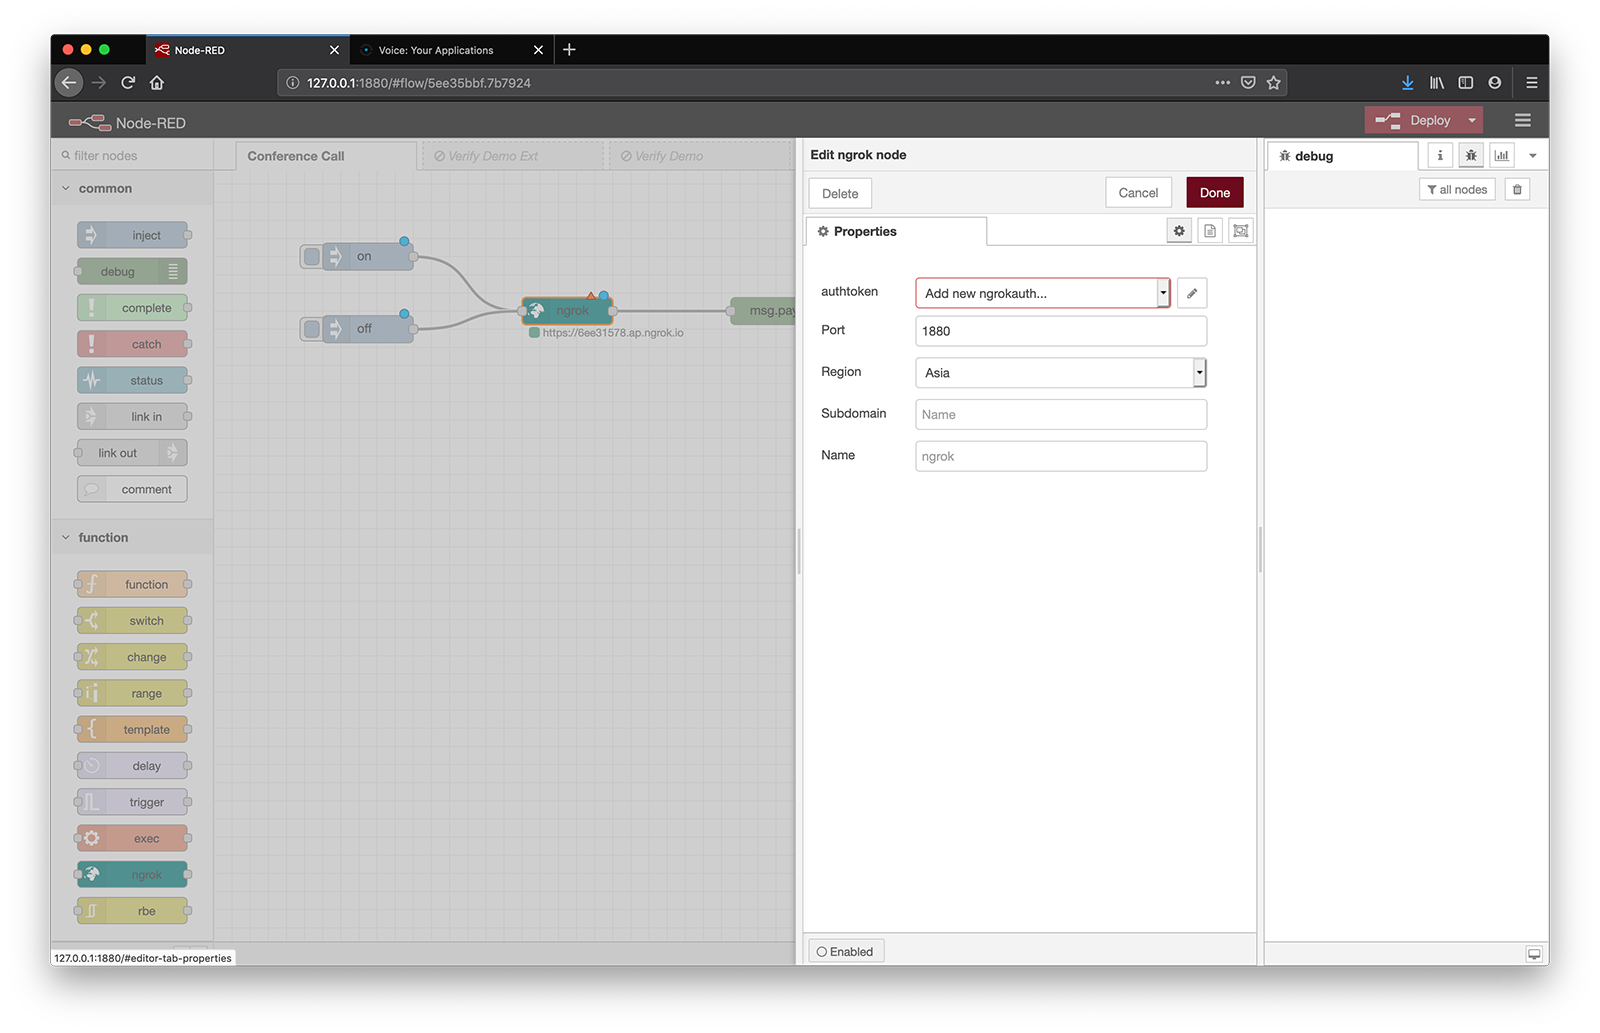 Node-RED
Voice: Your Applications
127.0.0.1:1880/#flow/5ee35bbf.7b7924
Node-RED
Deploy
filter nodes
common
inject
debug
complete
catch
status
link in
link out
comment
function
function
switch
change
range
template
delay
trigger
exec
ngrok
rbe
127.0.0.1:1880/#editor-tab-properties
Conference Call
Verify Demo Ext
Verify Demo
on
off
ngrok
https://6ee31578.ap.ngrok.io
msg.pay
Edit ngrok node
Delete
Cancel
Done
Properties
authtoken
Add new ngrokauth...
Port
1880
Region
Asia
Subdomain
Name
Name
ngrok
Enabled
debug
all nodes